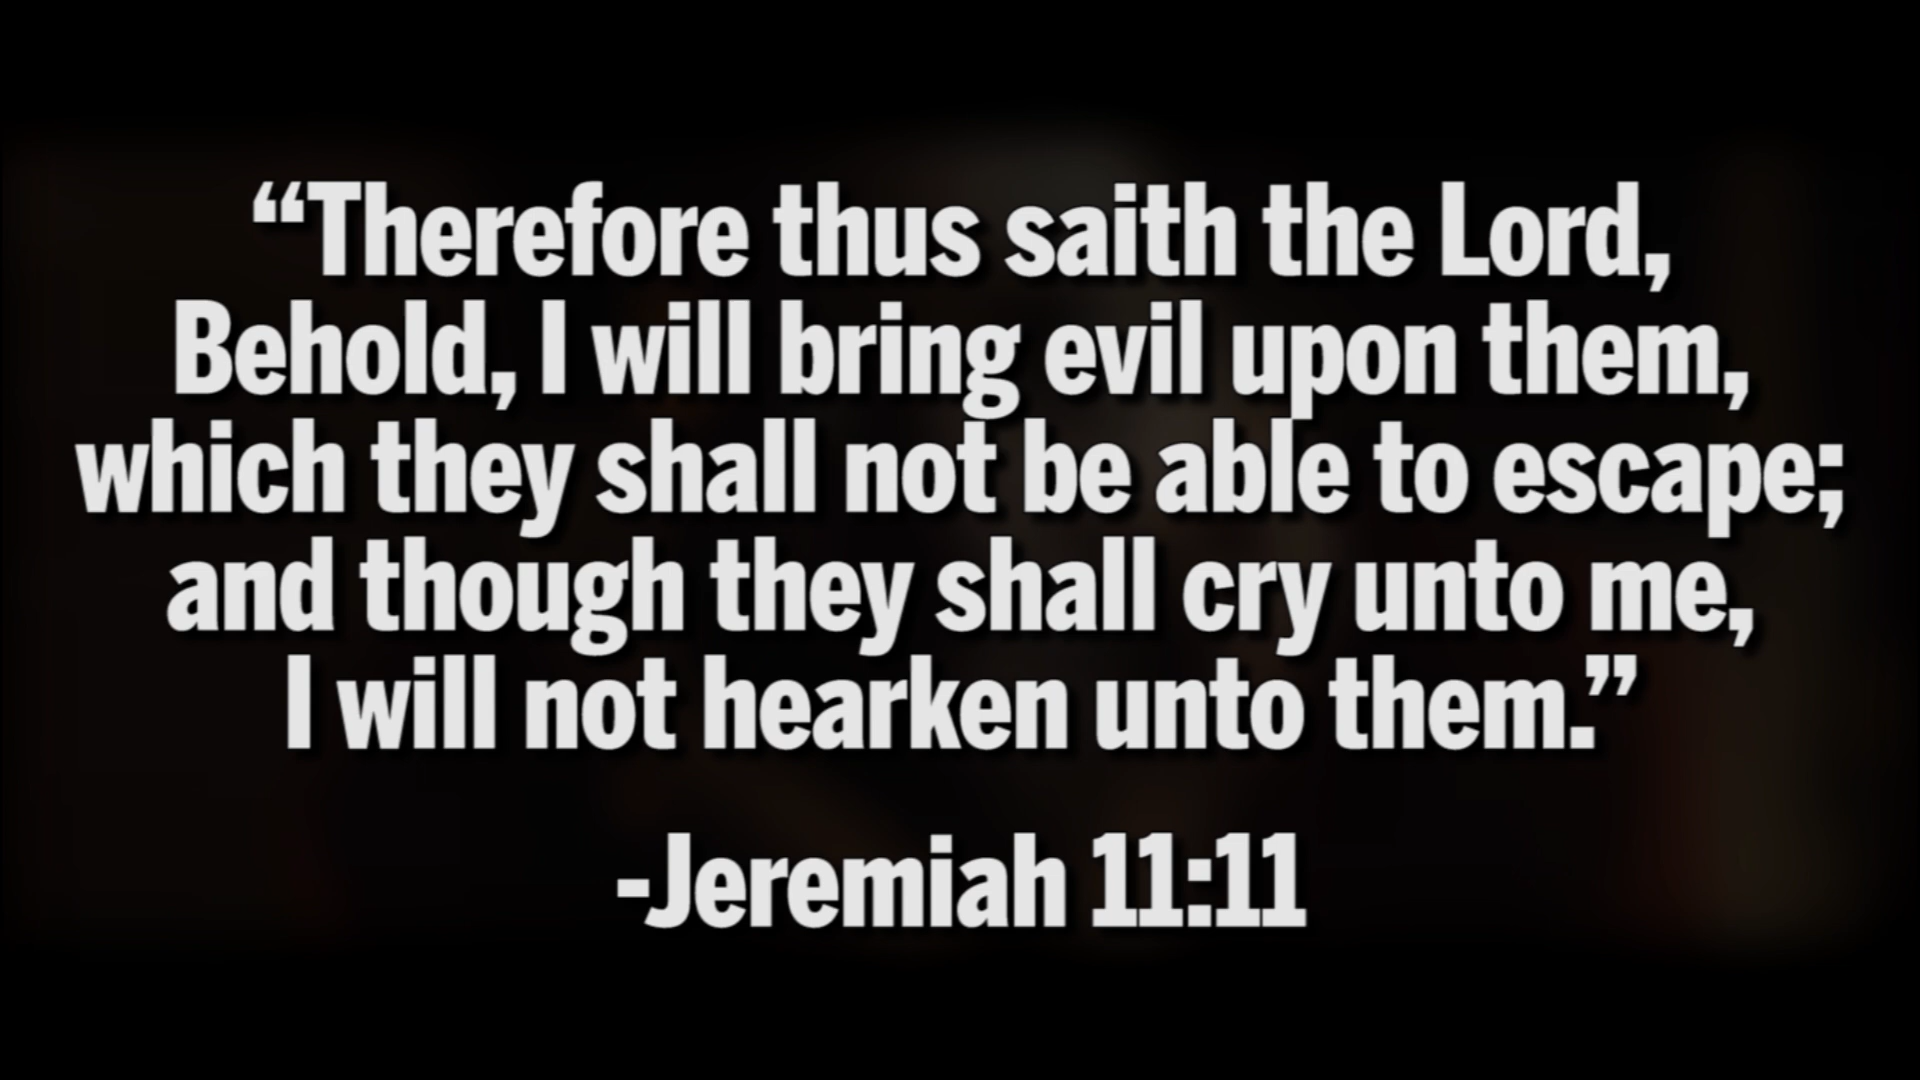 “Therefore thus saith the Lord,
Behold, I will bring evil upon them,
which they shall not be able to escape;
and though they shall cry unto me,
I will not hearken unto them.”
-Jeremiah 11:11